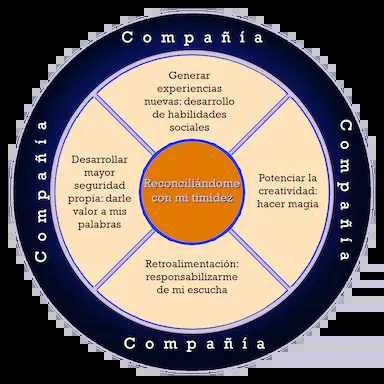 Compañía
Generar
experiencias
nuevas: desarrollo
de habilidades
sociales
Compañía
Desarrollar
mayor
seguridad
propia: darle
valor a mis
palabras
Reconciliándome
con mi timidez
Potenciar la
creatividad:
hacer magia
Compañía
Retroalimentación:
responsabilizarme
de mi escucha
Compañía